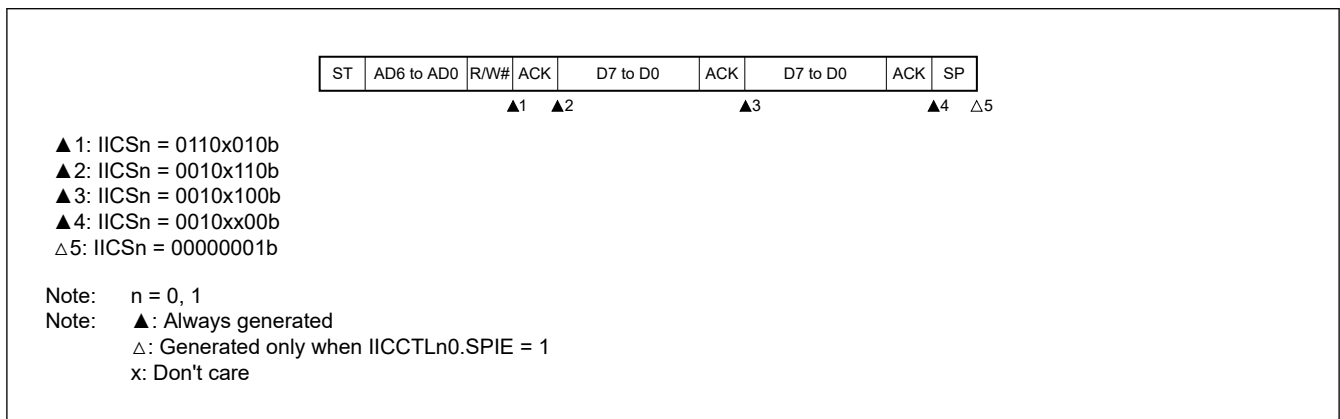 ST AD6 to AD0 R/W# ACK D7 to D0 ACK D7 to D0 ACK SP
▲1 ▲2 ▲3 ▲4 △5
▲1: IICSn = 0110x010b
▲2: IICSn = 0010x110b
▲3: IICSn = 0010x100b
▲4: IICSn = 0010xx00b
△5: IICSn = 00000001b
Note: n = 0, 1
Note: ▲: Always generated
△: Generated only when IICCTLn0.SPIE = 1
x: Don't care